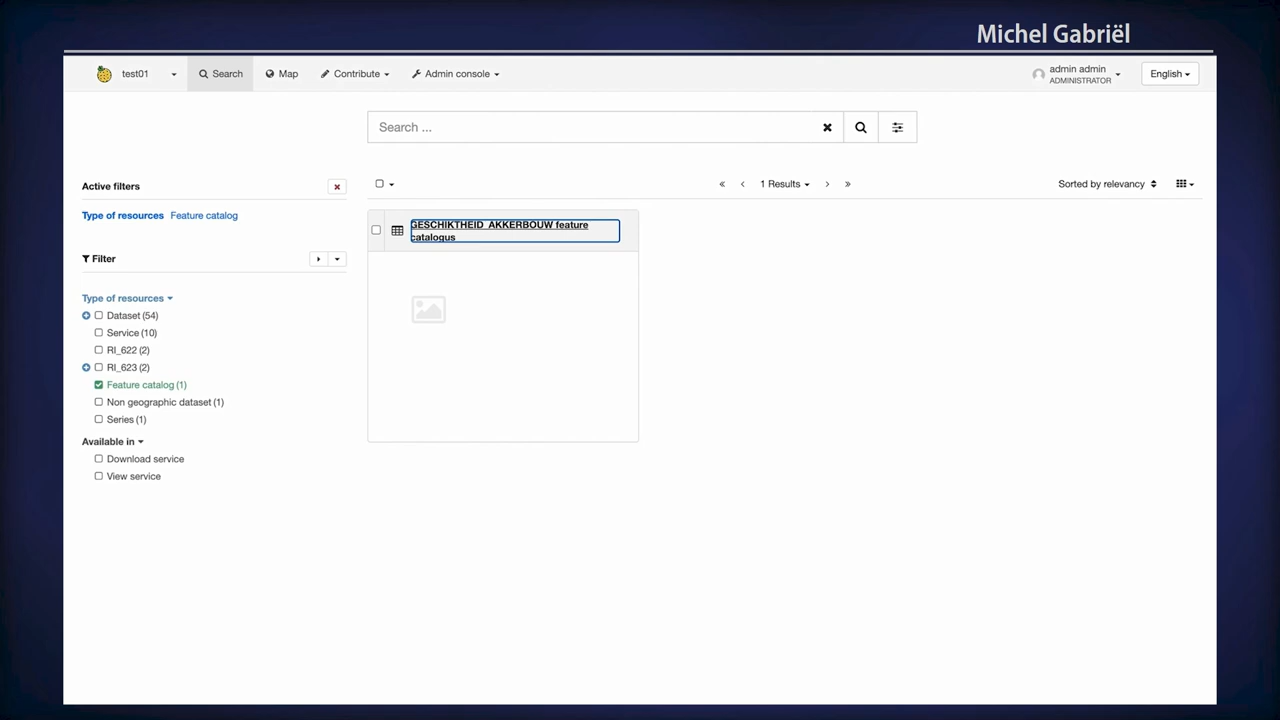 Michel Gabriël
test01
Search
Map
Contribute
Admin console
admin admin
ADMINISTRATOR
English
Search ...
Active filters
1 Results
Sorted by relevancy
Type of resources Feature catalog
GESCHIKTHEID_AKKERBOUW feature
catalogus
Filter
Type of resources
Dataset (54)
Service (10)
RI_622 (2)
RI_623 (2)
Feature catalog (1)
Non geographic dataset (1)
Series (1)
Available in
Download service
View service